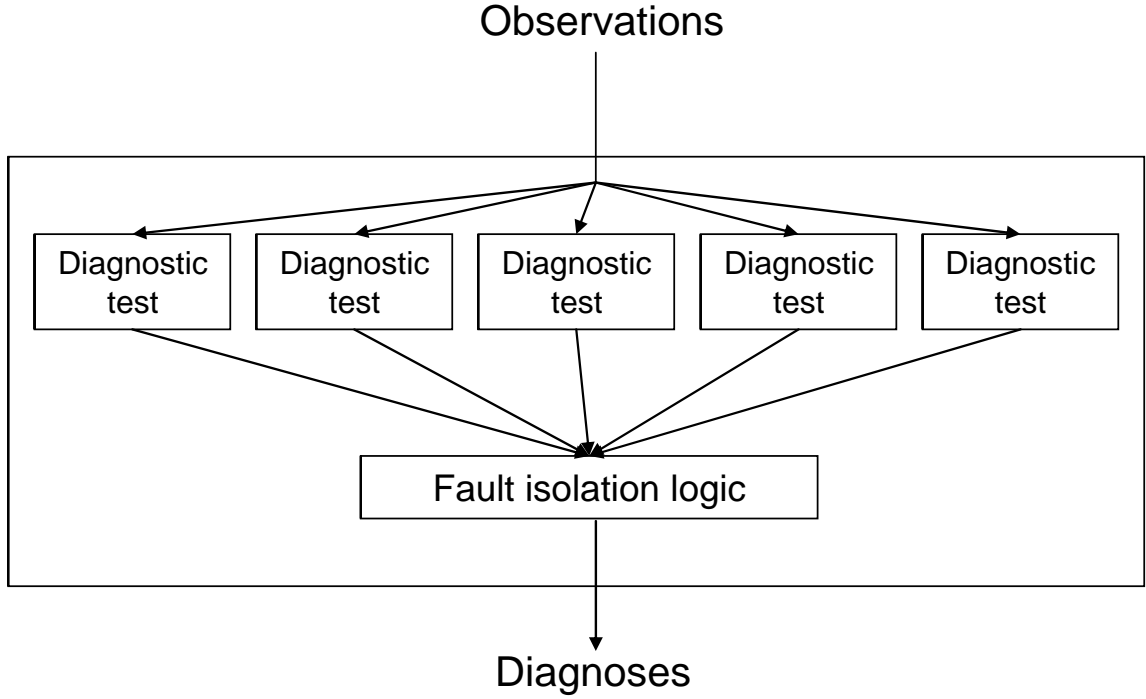 Observations
Diagnostic
test
Diagnostic
test
Diagnostic
test
Diagnostic
test
Diagnostic
test
Fault isolation logic
Diagnoses